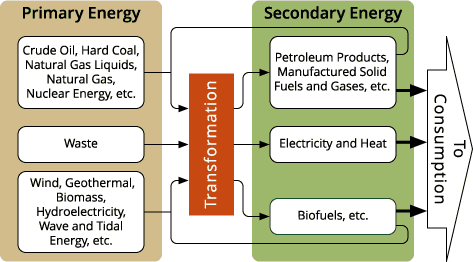 Primary Energy
Secondary Energy
Crude Oil, Hard Coal,
Natural Gas Liquids,
Natural Gas,
Nuclear Energy, etc.
Waste
Wind, Geothermal,
Biomass,
Hydroelectricity,
Wave and Tidal
Energy, etc.
Transformation
Petroleum Products,
Manufactured Solid
Fuels and Gases, etc.
Electricity and Heat
Biofuels, etc.
To
Consumption